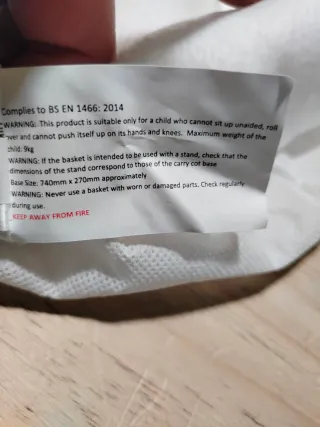 Complies to BS EN 1466: 2014
WARNING: This product is suitable only for a child who cannot sit up unaided, roll
over and cannot push itself up on its hands and knees. Maximum weight of the
child: 9kg
WARNING: If the basket is intended to be used with a stand, check that the
dimensions of the stand correspond to those of the carry cot base
Base Size: 740mm x 270mm approximately
WARNING: Never use a basket with worn or damaged parts. Check regularly
during use.
KEEP AWAY FROM FIRE